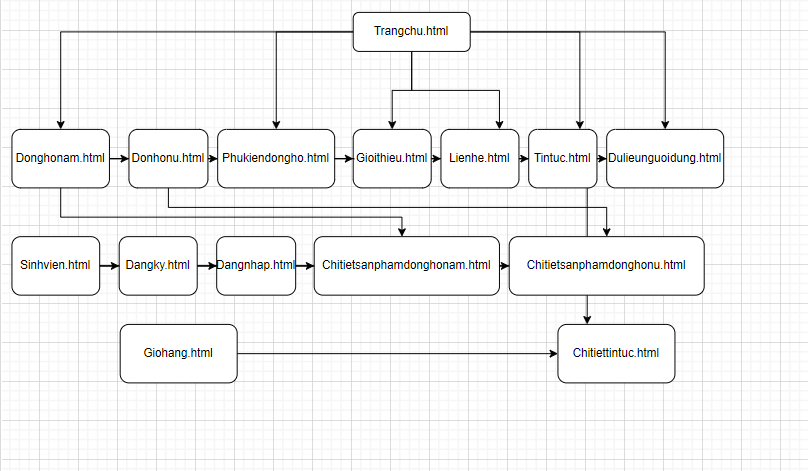 Trangchu.html
Donghonam.html
Donhonu.html
Phukiendongho.html
Gioithieu.html
Lienhe.html
Tintuc.html
Dulieunguoidung.html
Sinhvien.html
Dangky.html
Dangnhap.html
Chitietsanphamdonghonam.html
Chitietsanphamdonghonu.html
Giohang.html
Chitiettintuc.html